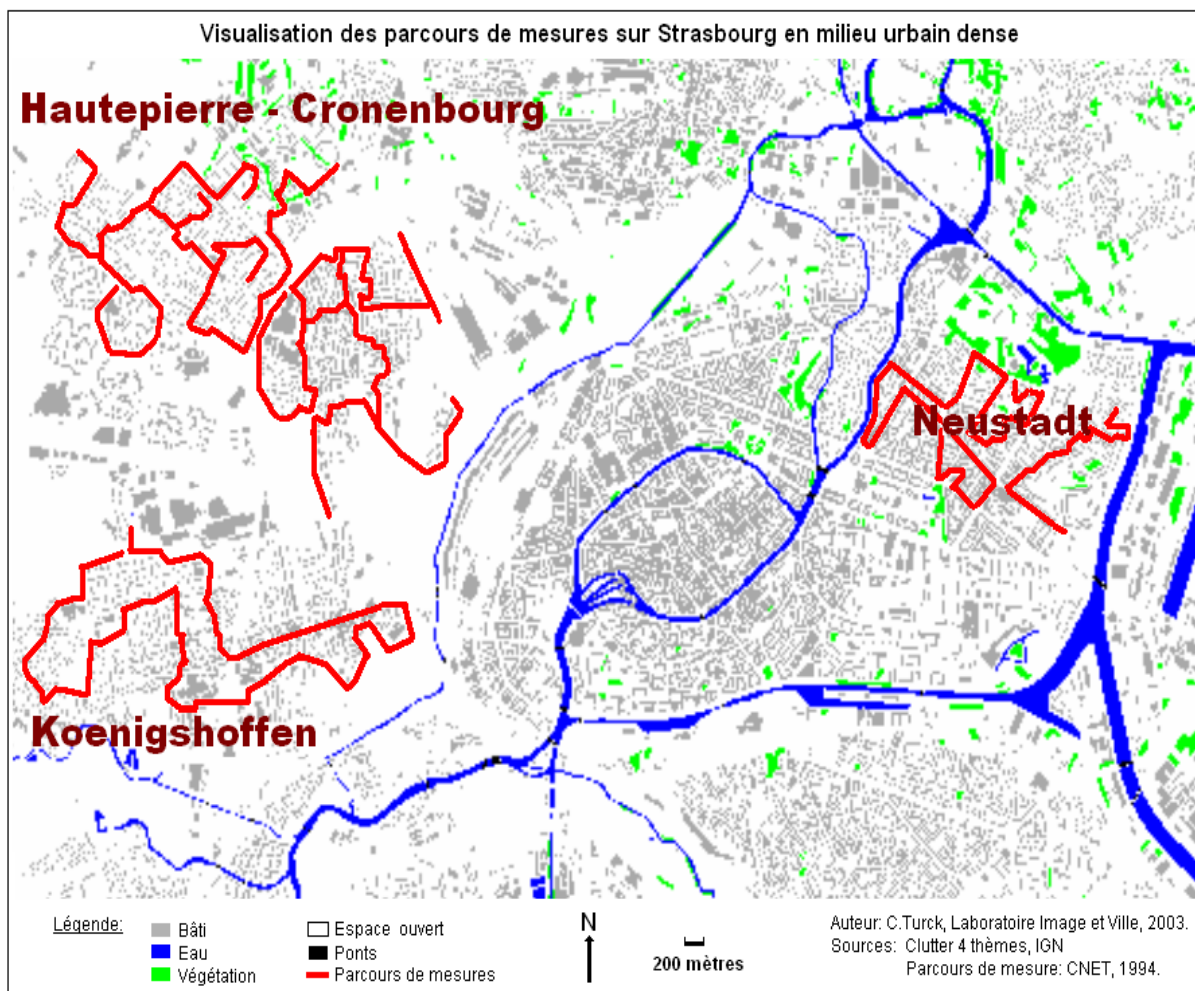 Visualisation des parcours de mesures sur Strasbourg en milieu urbain dense
Hautepierre - Cronenbourg
Neustadt
Koenigshoffen
Légende:
Bâti
Eau
Végétation
Espace ouvert
Ponts
Parcours de mesures
N
200 mètres
Auteur: C.Turck, Laboratoire Image et Ville, 2003.
Sources: Clutter 4 thèmes, IGN
Parcours de mesure: CNET, 1994.